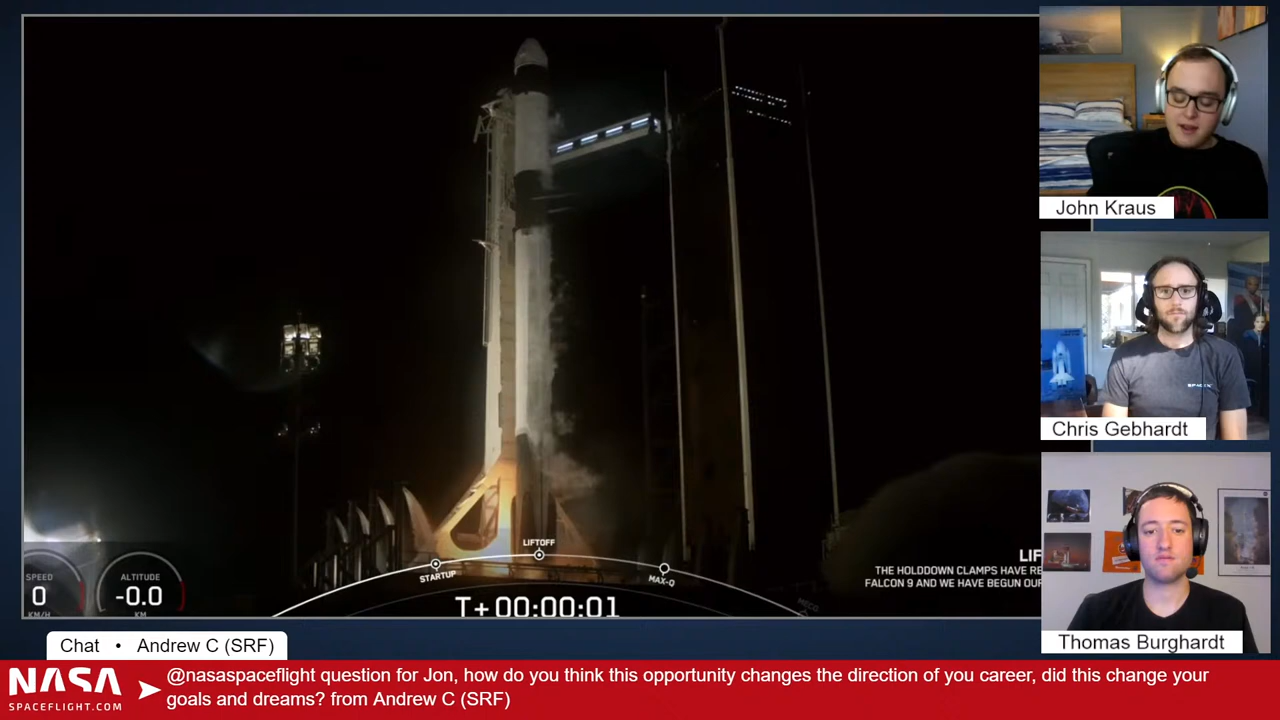 John Kraus
SPACEX
Chris Gebhardt
LIFTOFF
STARTUP
MAX-Q
MECO
LIF
THE HOLDDOWN CLAMPS HAVE RE
FALCON 9 AND WE HAVE BEGUN OUR
SPEED
0
KM/H
ALTITUDE
-0.0
KM
T+00:00:01
Thomas Burghardt
Chat • Andrew C (SRF)
NASA
SPACEFLIGHT.COM
@nasaspaceflight question for Jon, how do you think this opportunity changes the direction of you career, did this change your
goals and dreams? from Andrew C (SRF)